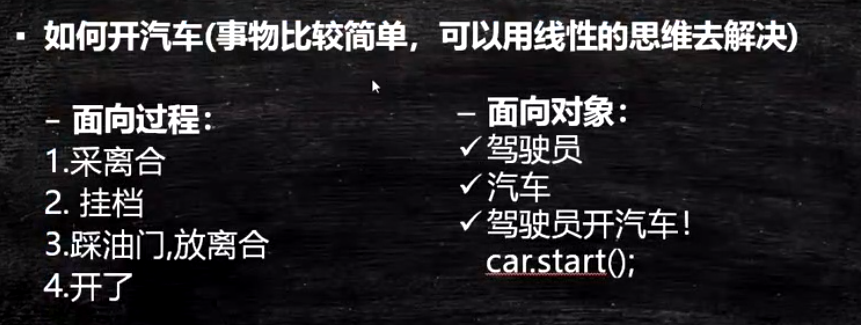 ▪ 如何开汽车(事物比较简单，可以用线性的思维去解决)
– 面向过程：
1.采离合
2. 挂档
3.踩油门,放离合
4.开了
– 面向对象：
✓驾驶员
✓汽车
✓驾驶员开汽车！
car.start();